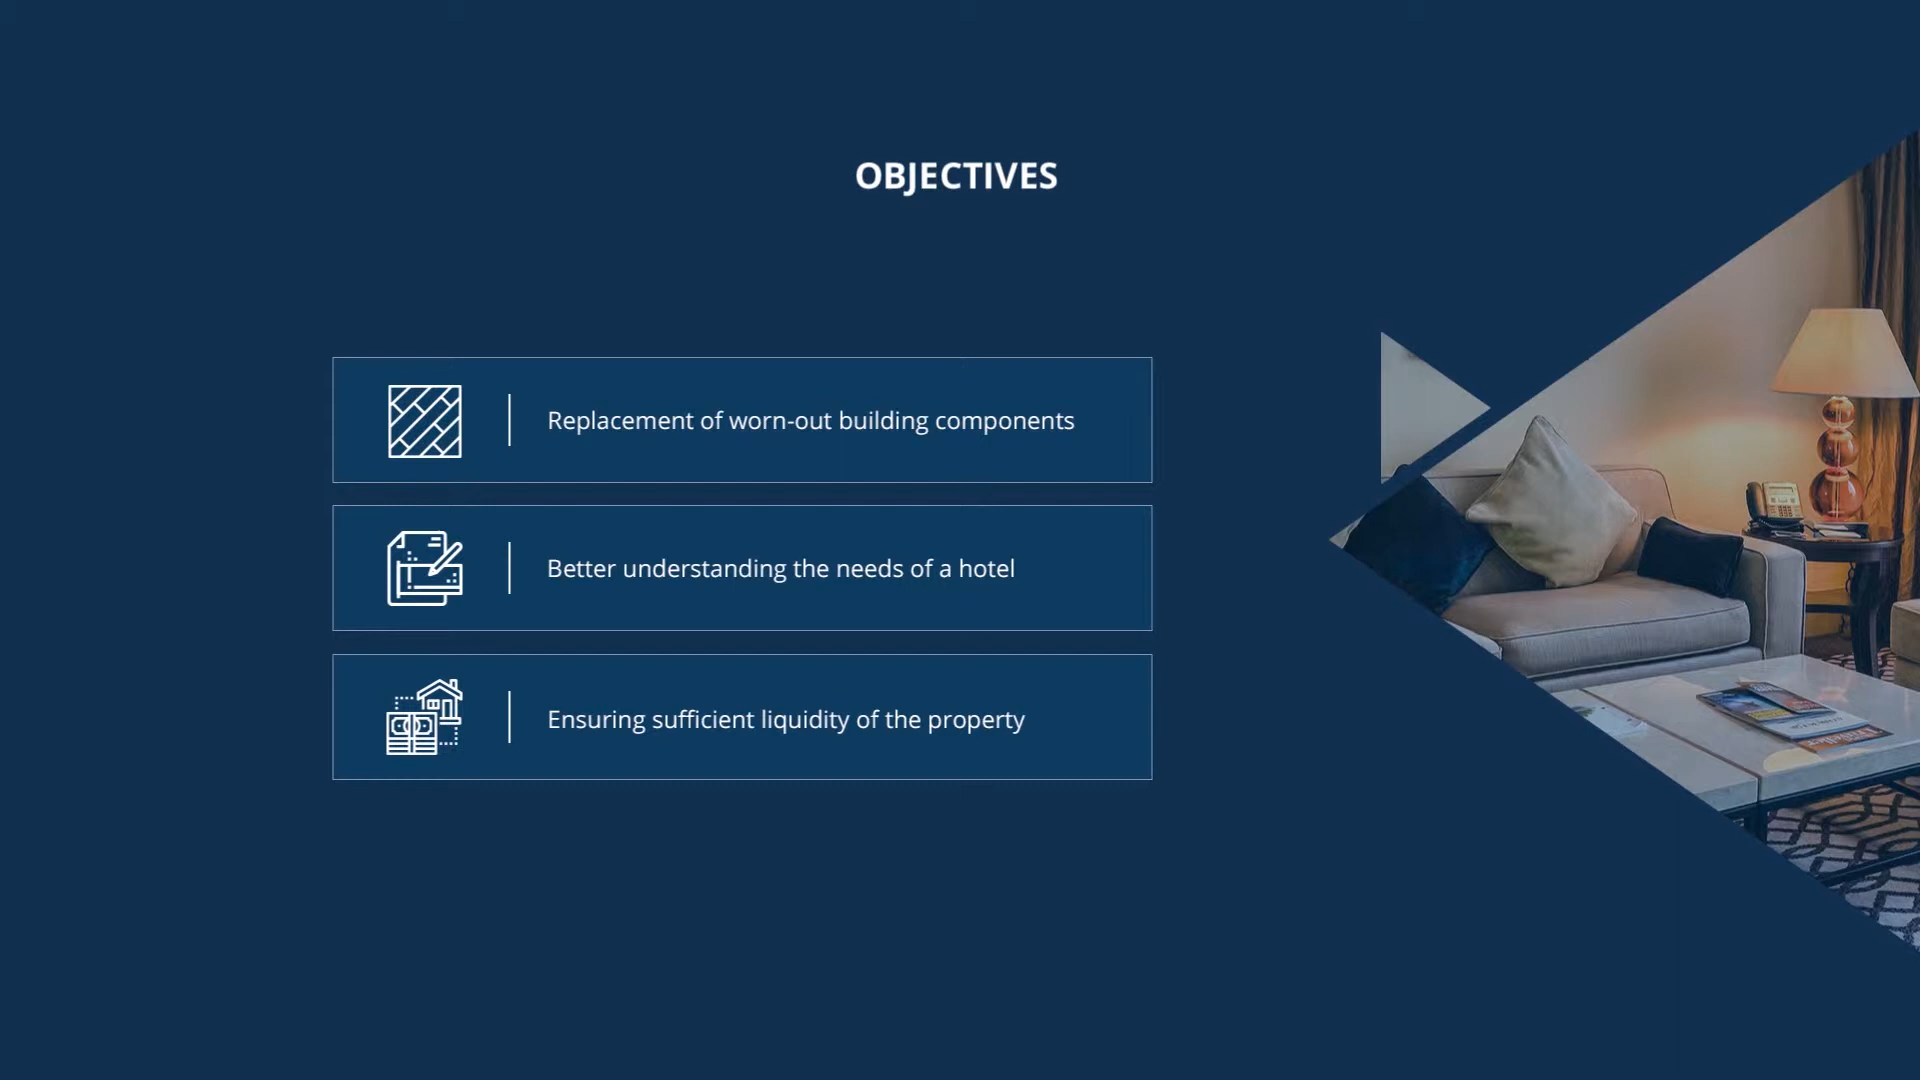 OBJECTIVES
Replacement of worn-out building components
Better understanding the needs of a hotel
Ensuring sufficient liquidity of the property